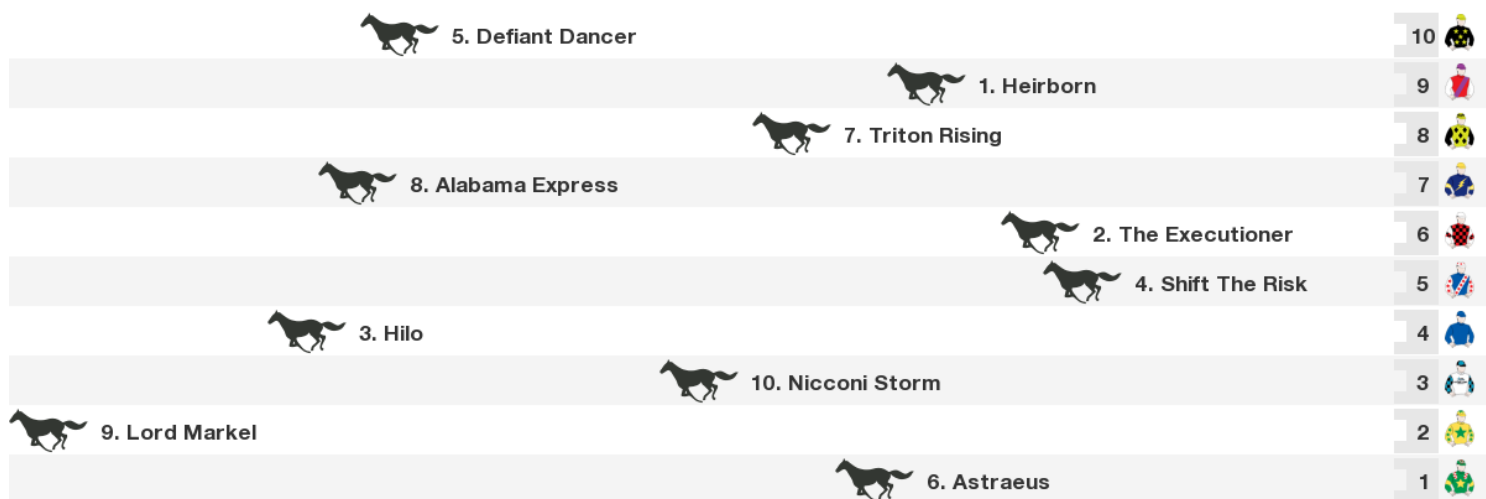 5. Defiant Dancer 10
1. Heirborn 9
7. Triton Rising 8
8. Alabama Express 7
2. The Executioner 6
4. Shift The Risk 5
3. Hilo 4
10. Nicconi Storm 3
9. Lord Markel 2
6. Astraeus 1